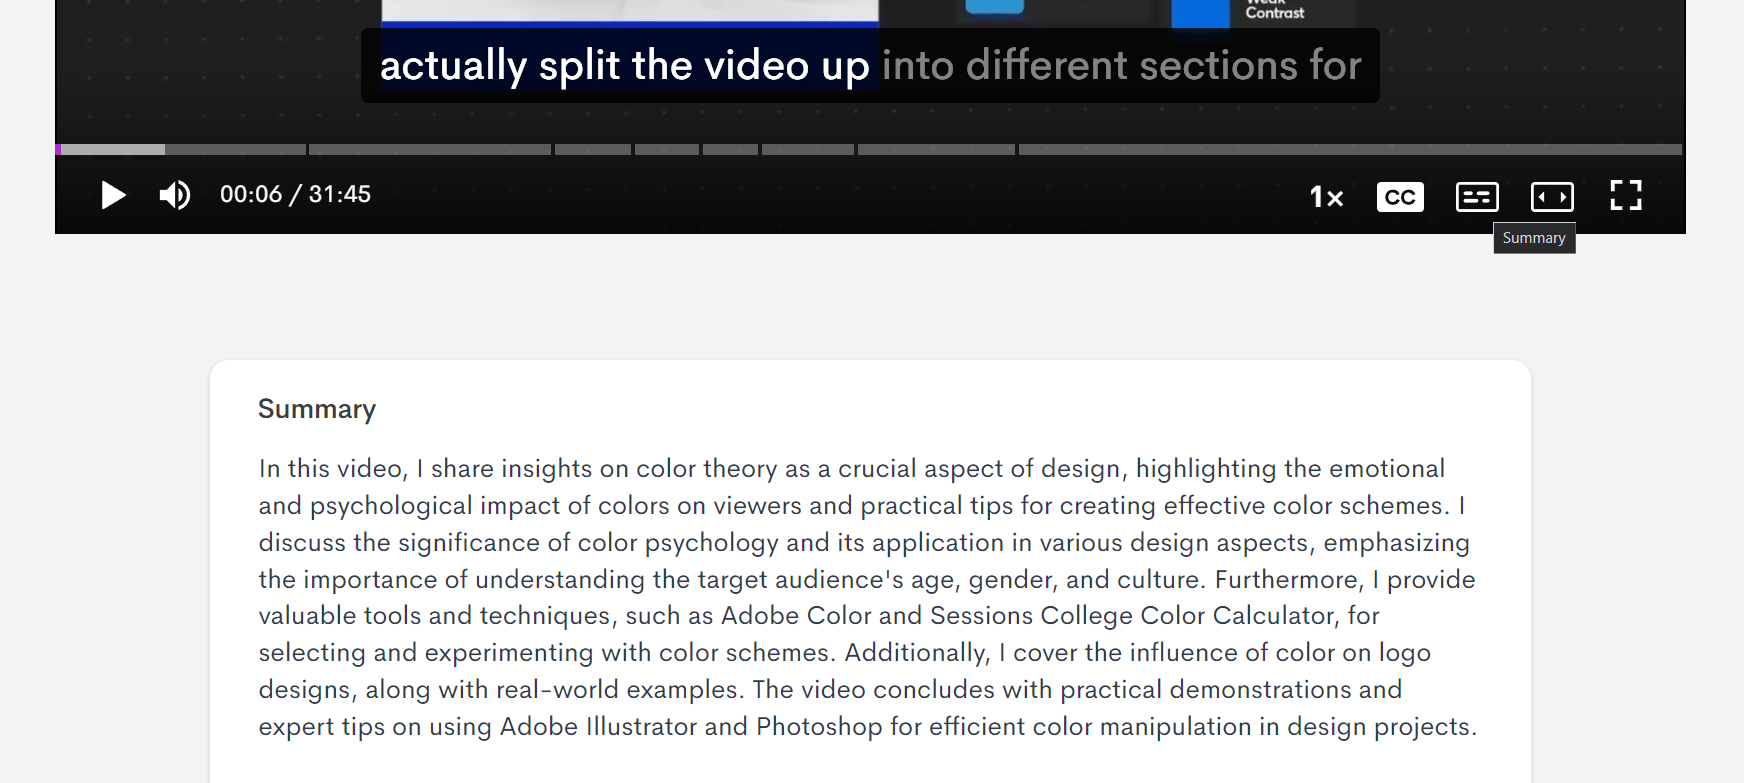 Contrast
actually split the video up into different sections for
00:06 / 31:45
1×
CC
Summary
Summary
In this video, I share insights on color theory as a crucial aspect of design, highlighting the emotional
and psychological impact of colors on viewers and practical tips for creating effective color schemes. I
discuss the significance of color psychology and its application in various design aspects, emphasizing
the importance of understanding the target audience's age, gender, and culture. Furthermore, I provide
valuable tools and techniques, such as Adobe Color and Sessions College Color Calculator, for
selecting and experimenting with color schemes. Additionally, I cover the influence of color on logo
designs, along with real-world examples. The video concludes with practical demonstrations and
expert tips on using Adobe Illustrator and Photoshop for efficient color manipulation in design projects.